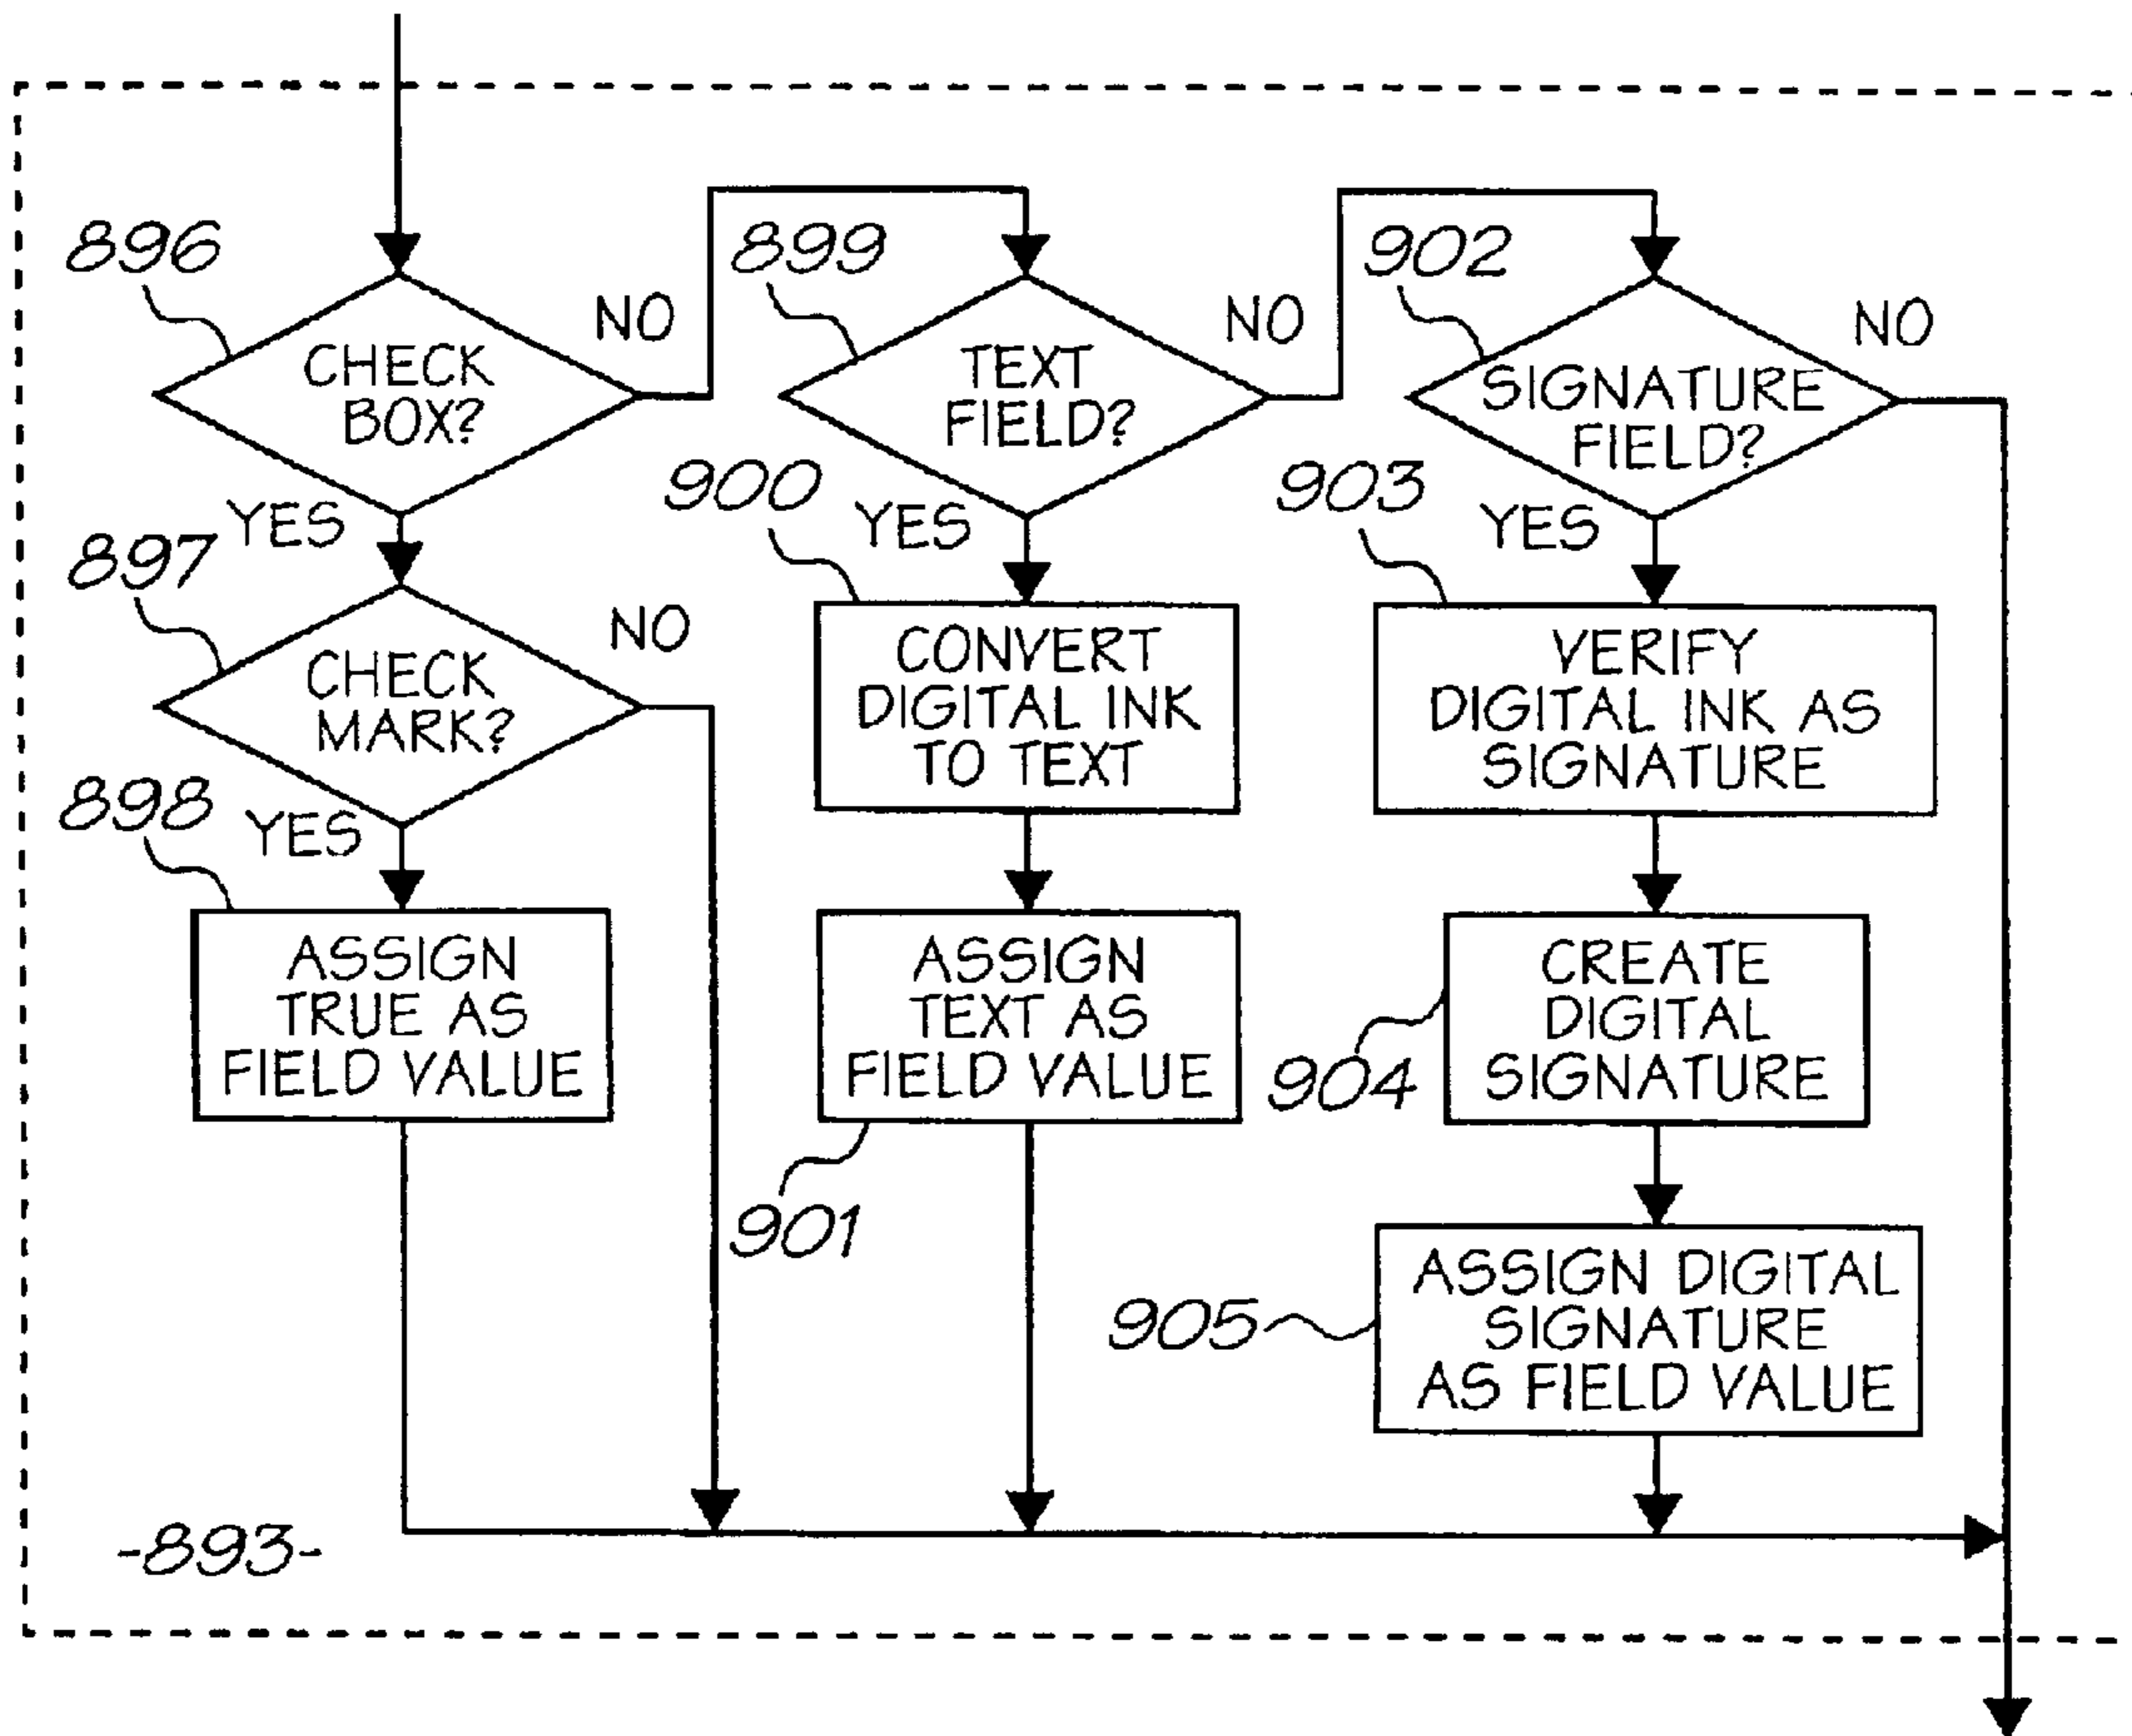 896
CHECK
BOX?
NO
YES
897
CHECK
MARK?
NO
YES
898
ASSIGN
TRUE AS
FIELD VALUE
899
TEXT
FIELD?
NO
YES
900
CONVERT
DIGITAL INK
TO TEXT
ASSIGN
TEXT AS
FIELD VALUE
901
902
SIGNATURE
FIELD?
NO
YES
903
VERIFY
DIGITAL INK AS
SIGNATURE
CREATE
DIGITAL
SIGNATURE
904
ASSIGN DIGITAL
SIGNATURE
AS FIELD VALUE
905
-893-